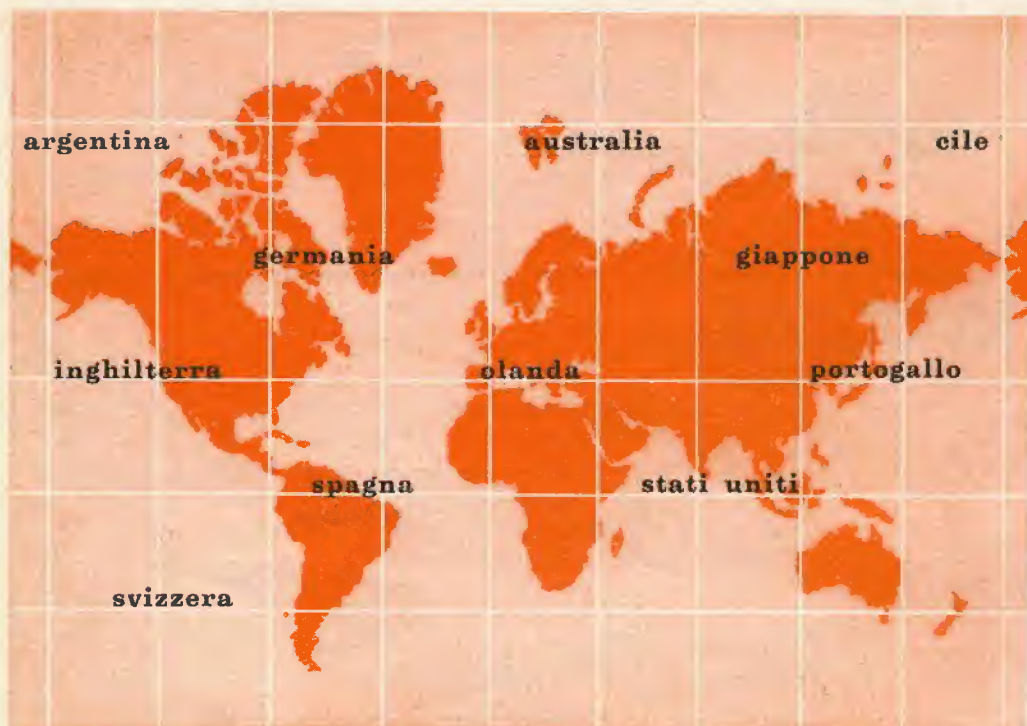 argentina australia cile
germania giappone
inghilterra olanda portogallo
spagna stati uniti
svizzera